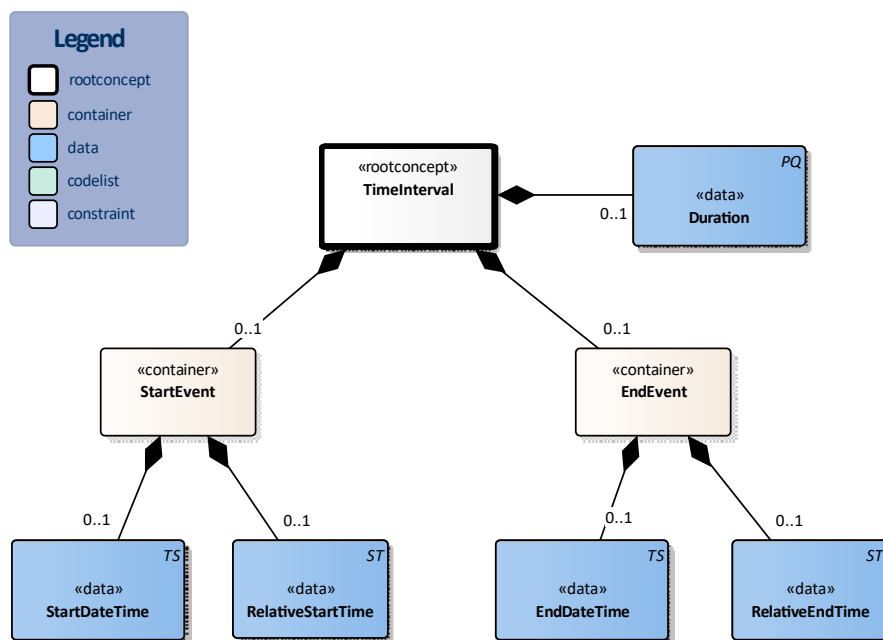 Legend
rootconcept
container
data
codelist
constraint
«rootconcept»
TimeInterval
PQ
«data»
Duration
0..1
0..1
0..1
«container»
StartEvent
«container»
EndEvent
0..1
0..1
0..1
0..1
TS
«data»
StartDateTime
ST
«data»
RelativeStartTime
TS
«data»
EndDateTime
ST
«data»
RelativeEndTime